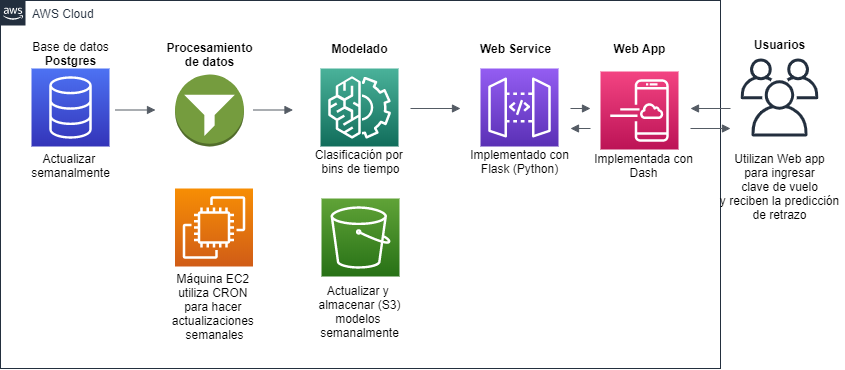 aws
AWS Cloud
Base de datos
Postgres
Actualizar
semanalmente
Procesamiento
de datos
Máquina EC2
utiliza CRON
para hacer
actualizaciones
semanales
Modelado
Clasificación por
bins de tiempo
Actualizar y
almacenar (S3)
modelos
semanalmente
Web Service
</>
Implementado con
Flask (Python)
Web App
Implementada con
Dash
Usuarios
Utilizan Web app
para ingresar
clave de vuelo
y reciben la predicción
de retrazo